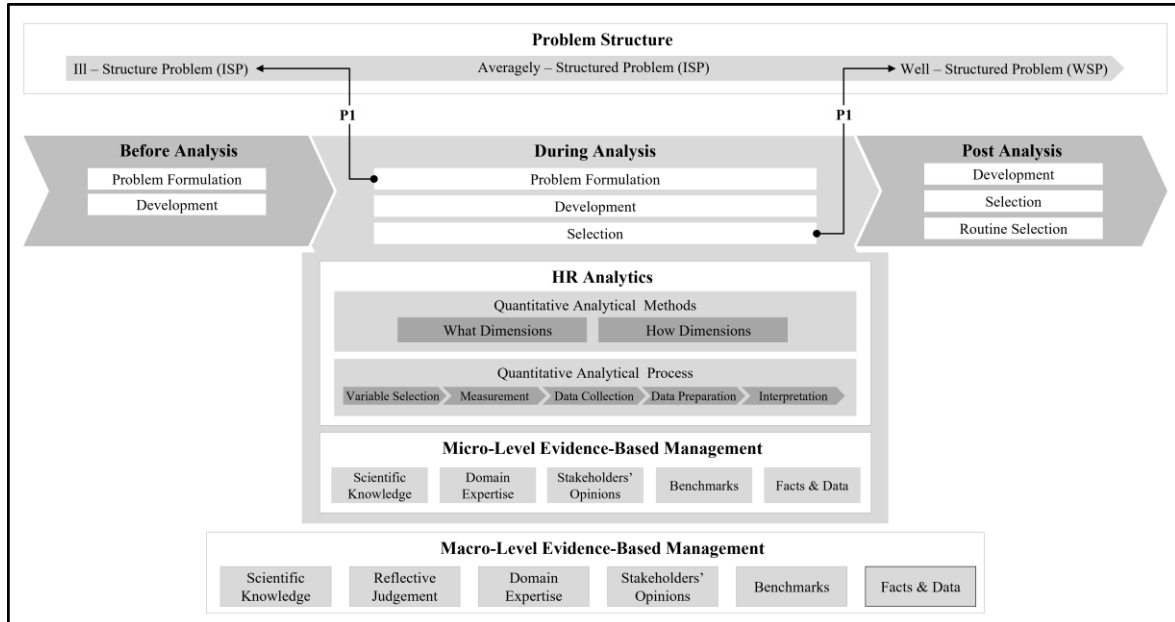 Problem Structure
Ill – Structure Problem (ISP)
Averagely – Structured Problem (ISP)
Well – Structured Problem (WSP)
P1
P1
Before Analysis
Problem Formulation
Development
During Analysis
Problem Formulation
Development
Selection
Post Analysis
Development
Selection
Routine Selection
HR Analytics
Quantitative Analytical Methods
What Dimensions
How Dimensions
Quantitative Analytical Process
Variable Selection
Measurement
Data Collection
Data Preparation
Interpretation
Micro-Level Evidence-Based Management
Scientific
Knowledge
Domain
Expertise
Stakeholders’
Opinions
Benchmarks
Facts & Data
Macro-Level Evidence-Based Management
Scientific
Knowledge
Reflective
Judgement
Domain
Expertise
Stakeholders’
Opinions
Benchmarks
Facts & Data